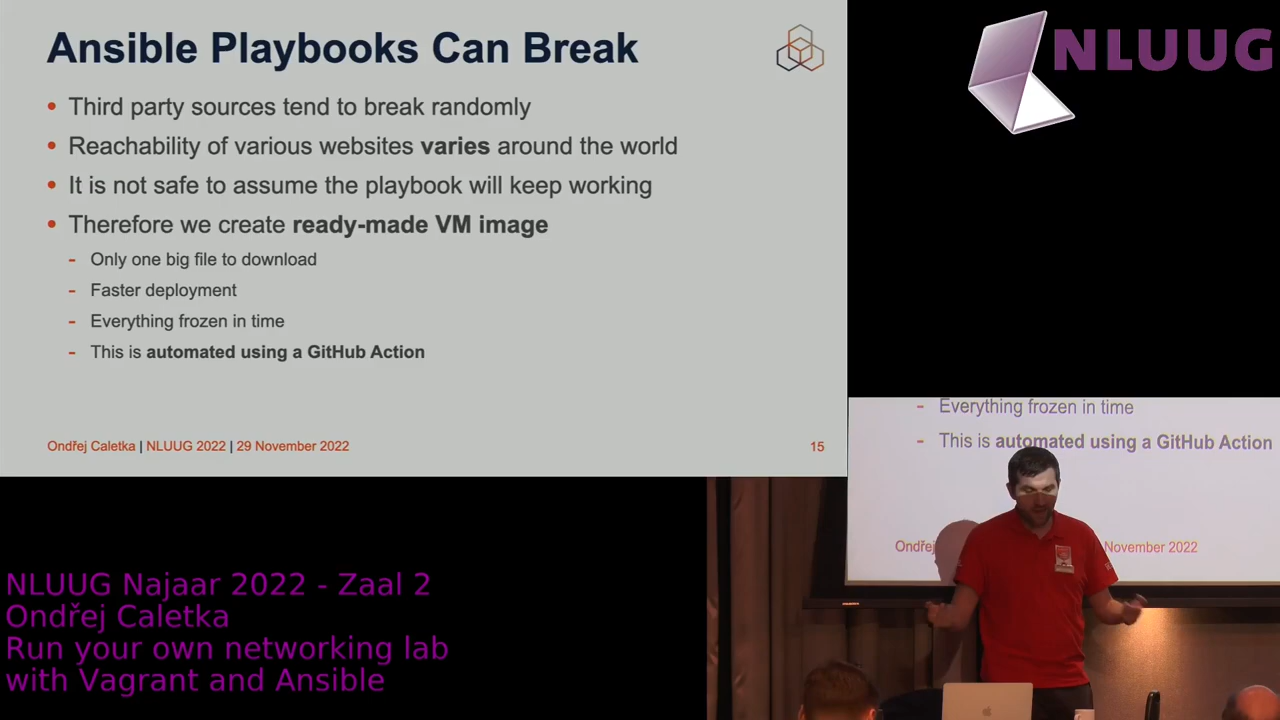 Ansible Playbooks Can Break
• Third party sources tend to break randomly
• Reachability of various websites varies around the world
• It is not safe to assume the playbook will keep working
• Therefore we create ready-made VM image
- Only one big file to download
- Faster deployment
- Everything frozen in time
- This is automated using a GitHub Action
Ondřej Caletka | NLUUG 2022 | 29 November 2022
15
NLUUG
- Everything frozen in time
- This is automated using a GitHub Action
Ondřej
November 2022
NLUUG Najaar 2022 - Zaal 2
Ondřej Caletka
Run your own networking lab
with Vagrant and Ansible